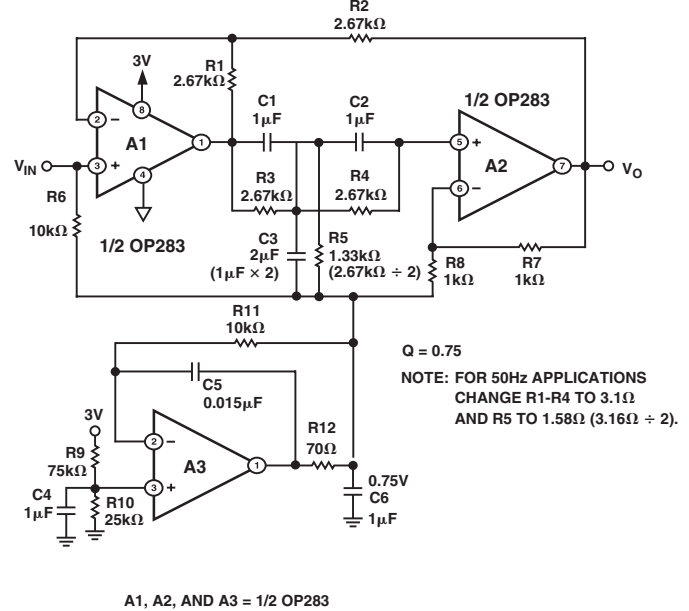 R2
2.67kΩ
3V
R1
2.67kΩ
C1
1µF
C2
1µF
1/2 OP283
2
−
8
A1
1
5
+
A2
7
VO
VIN
3
+
4
6
−
R3
2.67kΩ
R4
2.67kΩ
R6
10kΩ
1/2 OP283
C3
2µF
(1µF × 2)
R5
1.33kΩ
(2.67kΩ ÷ 2)
R8
1kΩ
R7
1kΩ
R11
10kΩ
Q = 0.75
NOTE: FOR 50Hz APPLICATIONS
CHANGE R1-R4 TO 3.1Ω
AND R5 TO 1.58Ω (3.16Ω ÷ 2).
C5
0.015µF
3V
R9
75kΩ
2
−
A3
1
R12
70Ω
3
+
C4
1µF
R10
25kΩ
0.75V
C6
1µF
A1, A2, AND A3 = 1/2 OP283